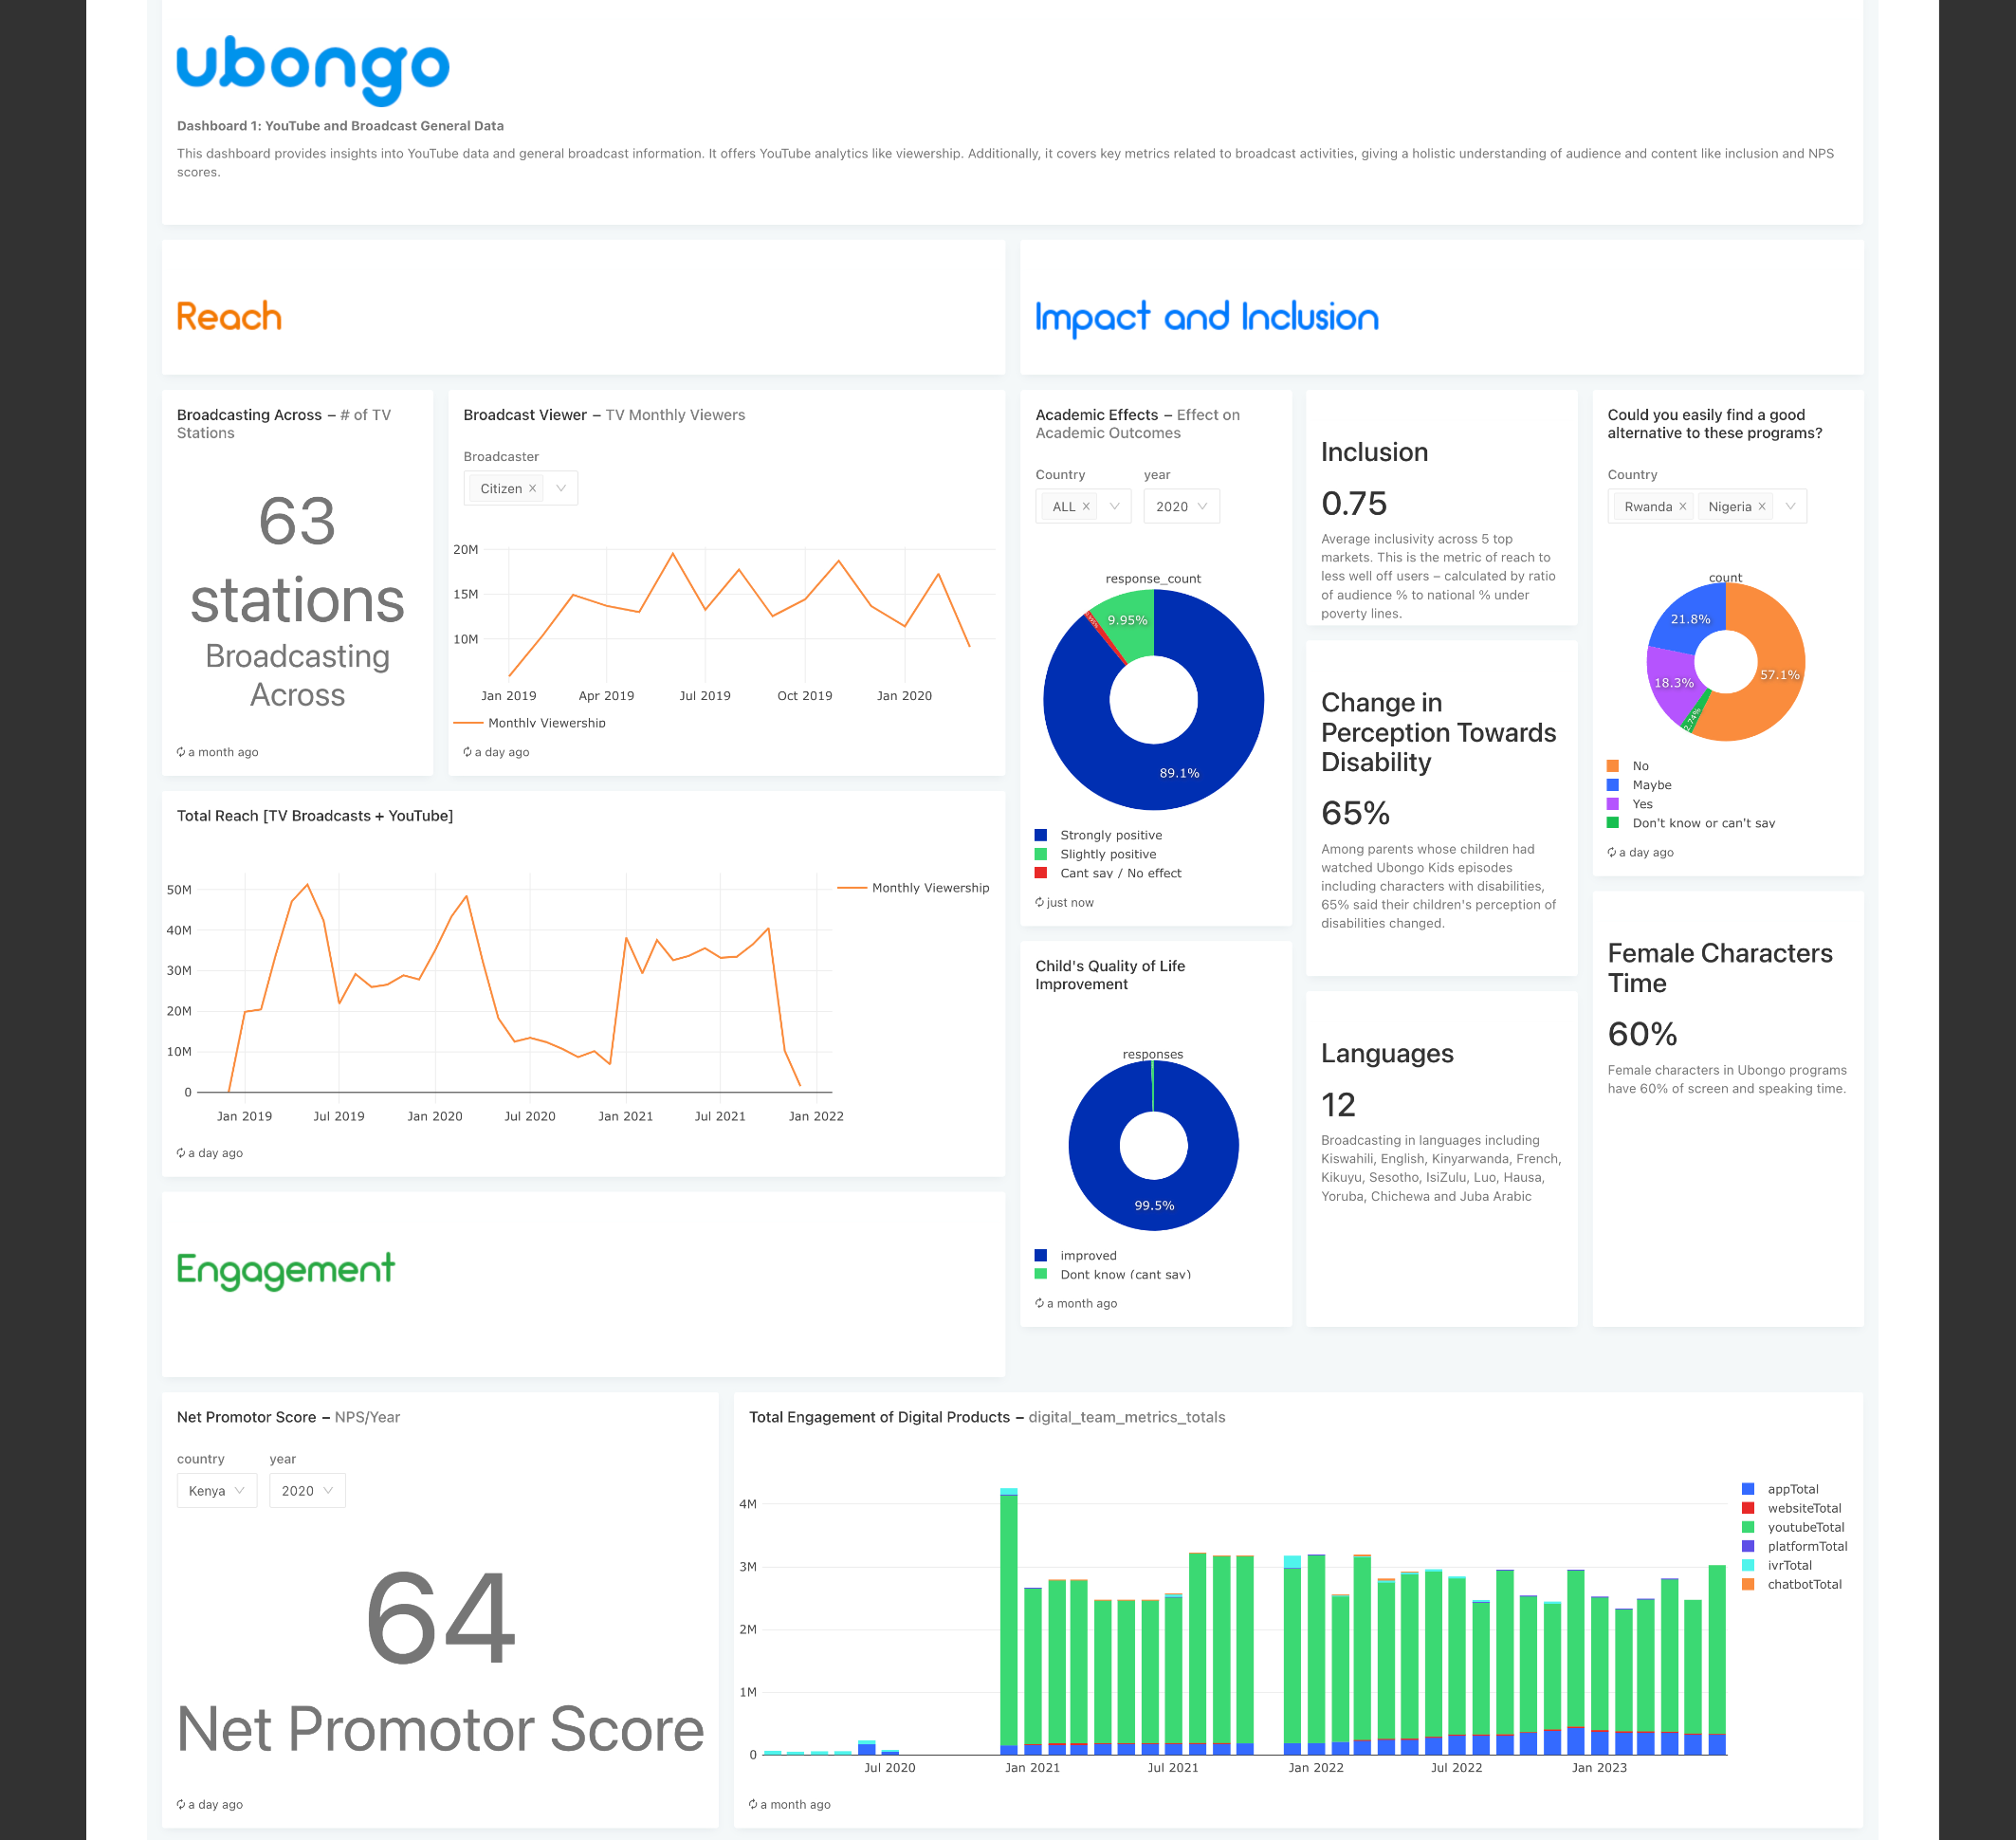 ubongo
Dashboard 1: YouTube and Broadcast General Data
This dashboard provides insights into YouTube data and general broadcast information. It offers YouTube analytics like viewership. Additionally, it covers key metrics related to broadcast activities, giving a holistic understanding of audience and content like inclusion and NPS
scores.
Reach
Impact and Inclusion
Broadcasting Across – # of TV
Stations
63
stations
Broadcasting
Across
a month ago
Broadcast Viewer – TV Monthly Viewers
Broadcaster
Citizen ×
20M
15M
10M
Jan 2019 Apr 2019 Jul 2019 Oct 2019 Jan 2020
Monthly Viewership
a day ago
Total Reach [TV Broadcasts + YouTube]
50M
40M
30M
20M
10M
0
Jan 2019 Jul 2019 Jan 2020 Jul 2020 Jan 2021 Jul 2021 Jan 2022
Monthly Viewership
a day ago
Academic Effects – Effect on
Academic Outcomes
Country year
ALL × 2020
response_count
9.95%
89.1%
Strongly positive
Slightly positive
Cant say / No effect
just now
Child's Quality of Life
Improvement
responses
99.5%
improved
Dont know (cant say)
a month ago
Inclusion
0.75
Average inclusivity across 5 top
markets. This is the metric of reach to
less well off users – calculated by ratio
of audience % to national % under
poverty lines.
Change in
Perception Towards
Disability
65%
Among parents whose children had
watched Ubongo Kids episodes
including characters with disabilities,
65% said their children's perception of
disabilities changed.
Languages
12
Broadcasting in languages including
Kiswahili, English, Kinyarwanda, French,
Kikuyu, Sesotho, IsiZulu, Luo, Hausa,
Yoruba, Chichewa and Juba Arabic
Could you easily find a good
alternative to these programs?
Country
Rwanda × Nigeria ×
count
21.8%
57.1%
18.3%
2.74%
No
Maybe
Yes
Don't know or can't say
a day ago
Female Characters
Time
60%
Female characters in Ubongo programs
have 60% of screen and speaking time.
Engagement
Net Promotor Score – NPS/Year
country year
Kenya 2020
64
Net Promotor Score
a day ago
Total Engagement of Digital Products – digital_team_metrics_totals
4M
3M
2M
1M
0
Jul 2020 Jan 2021 Jul 2021 Jan 2022 Jul 2022 Jan 2023
appTotal
websiteTotal
youtubeTotal
platformTotal
ivrTotal
chatbotTotal
a month ago